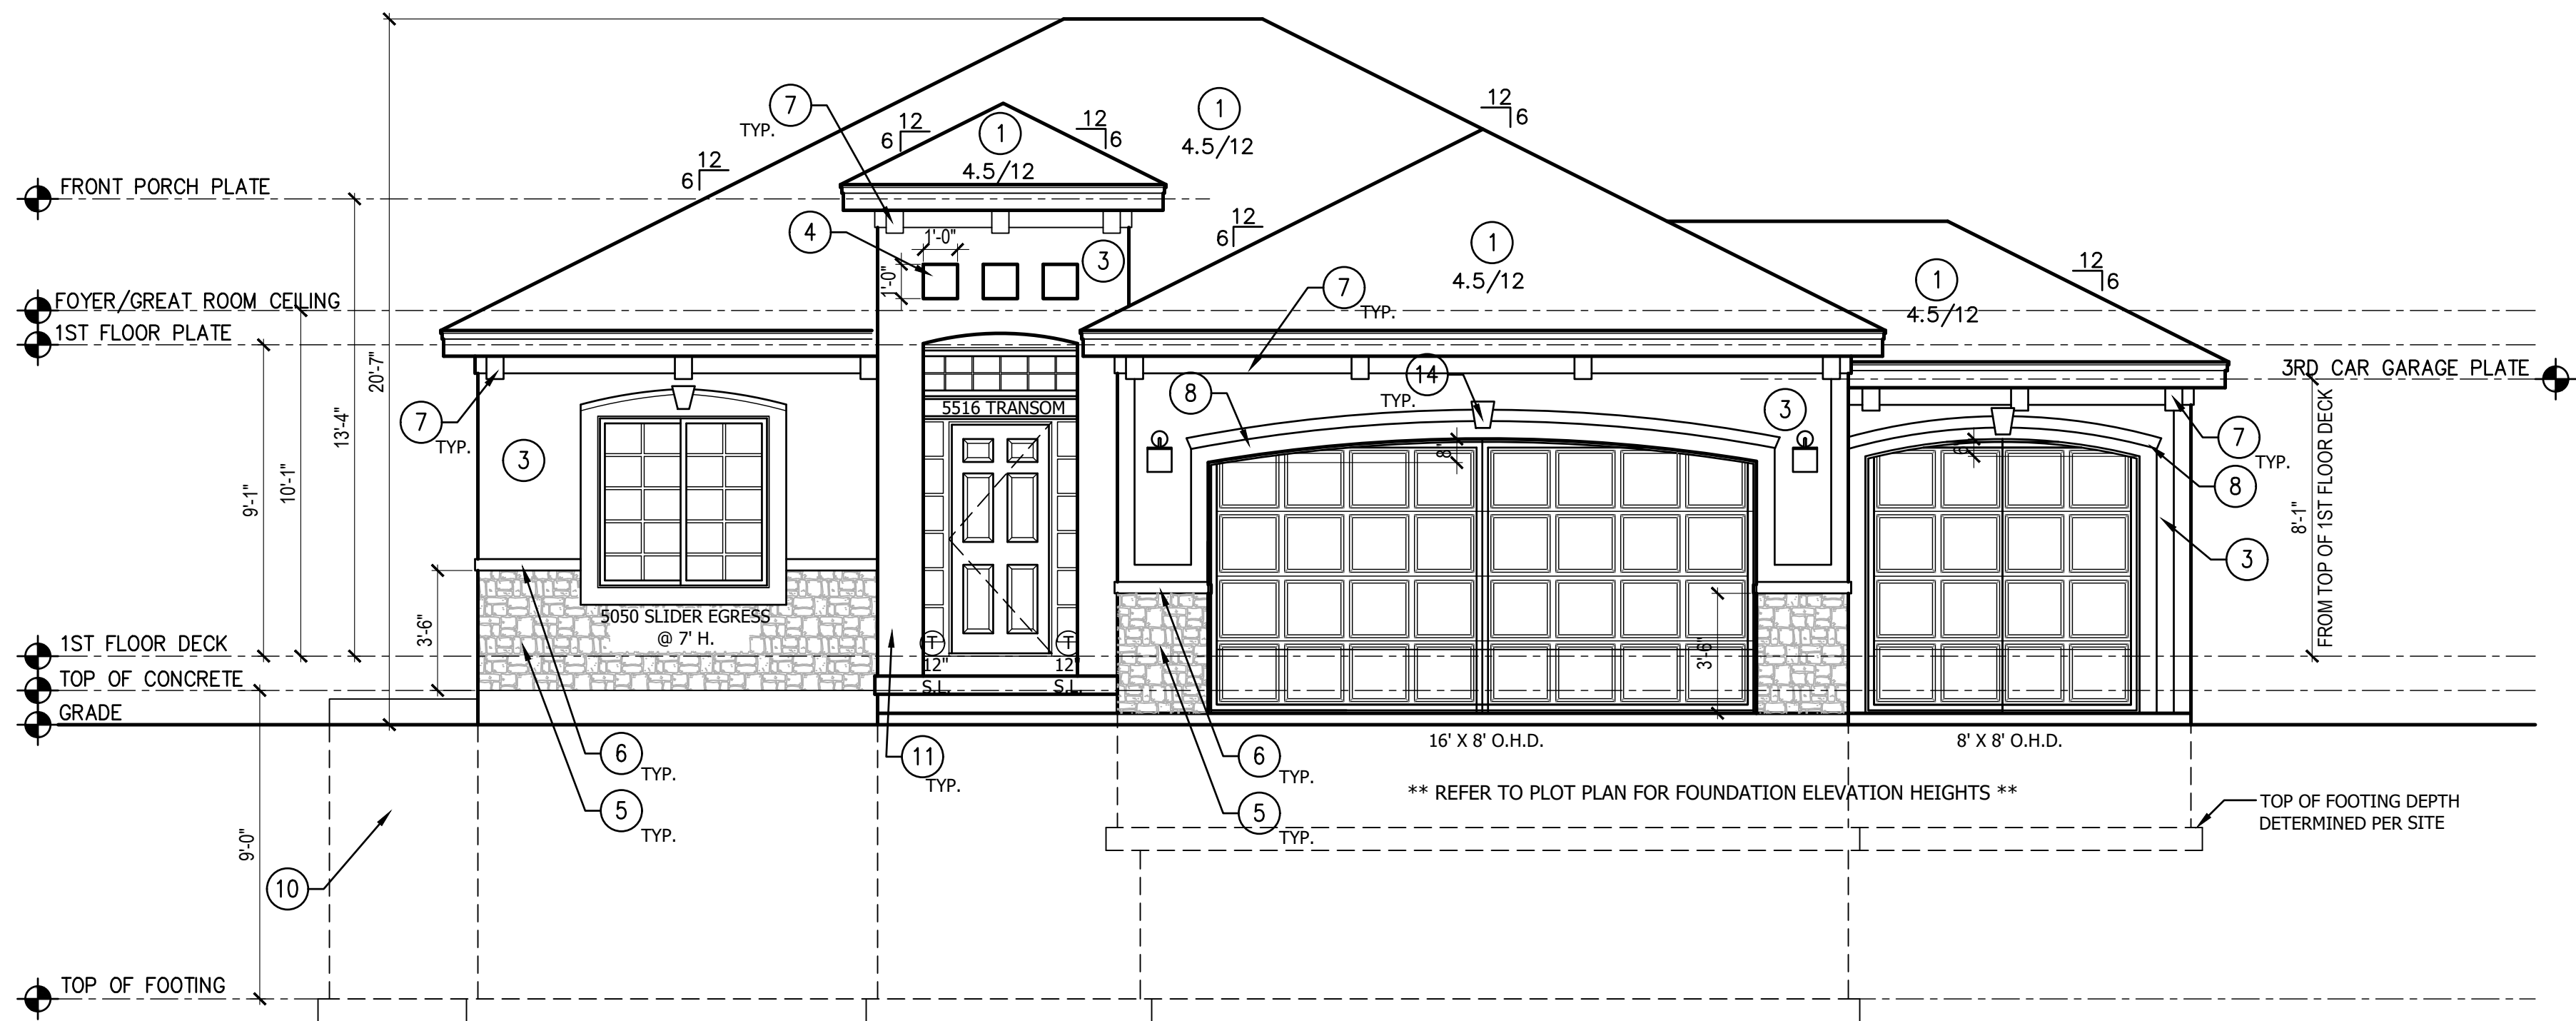 12
6
7
TYP.
1
4.5/12
12
6
12
6
1
4.5/12
12
6
FRONT PORCH PLATE
4
1'-0"
1'-0"
3
12
6
1
4.5/12
12
6
1
4.5/12
7
TYP.
FOYER/GREAT ROOM CEILING
1ST FLOOR PLATE
20'-7"
13'-4"
10'-1"
9'-1"
3RD CAR GARAGE PLATE
14
TYP.
8
3
7
TYP.
5516 TRANSOM
7
TYP.
8
3
8"
3
8'-1"
FROM TOP OF 1ST FLOOR DECK
5050 SLIDER EGRESS
@ 7' H.
3'-6"
3'-6"
1ST FLOOR DECK
T
T
12"
12"
S.L.
S.L.
TOP OF CONCRETE
GRADE
16' X 8' O.H.D.
8' X 8' O.H.D.
6
TYP.
11
TYP.
6
TYP.
** REFER TO PLOT PLAN FOR FOUNDATION ELEVATION HEIGHTS **
5
TYP.
5
TYP.
TOP OF FOOTING DEPTH
DETERMINED PER SITE
9'-0"
10
TOP OF FOOTING